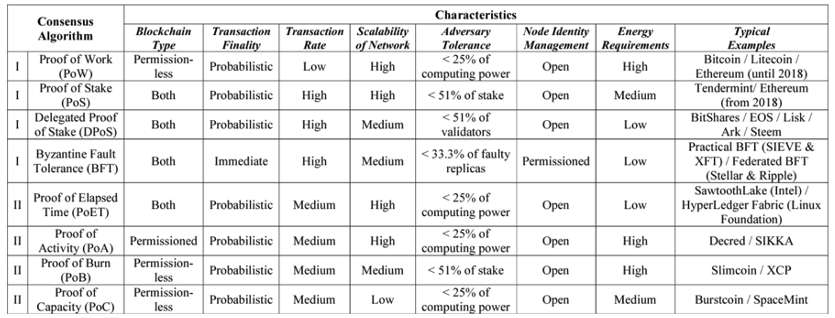 Consensus Algorithm Characteristics
Blockchain Type Transaction Finality Transaction Rate Scalability of Network Adversary Tolerance Node Identity Management Energy Requirements Typical Examples
I Proof of Work (PoW) Permission-less Probabilistic Low High < 25% of computing power Open High Bitcoin / Litecoin / Ethereum (until 2018)
I Proof of Stake (PoS) Both Probabilistic High High < 51% of stake Open Medium Tendermint/ Ethereum (from 2018)
I Delegated Proof of Stake (DPoS) Both Probabilistic High Medium < 51% of validators Open Low BitShares / EOS / Lisk / Ark / Steem
I Byzantine Fault Tolerance (BFT) Both Immediate High Medium < 33.3% of faulty replicas Permissioned Low Practical BFT (SIEVE & XFT) / Federated BFT (Stellar & Ripple)
II Proof of Elapsed Time (PoET) Both Probabilistic Medium High < 25% of computing power Open Low SawtoothLake (Intel) / HyperLedger Fabric (Linux Foundation)
II Proof of Activity (PoA) Permissioned Probabilistic Medium High < 25% of computing power Open High Decred / SIKKA
II Proof of Burn (PoB) Permission-less Probabilistic Medium Medium < 51% of stake Open High Slimcoin / XCP
II Proof of Capacity (PoC) Permission-less Probabilistic Medium Low < 25% of computing power Open Medium Burstcoin / SpaceMint